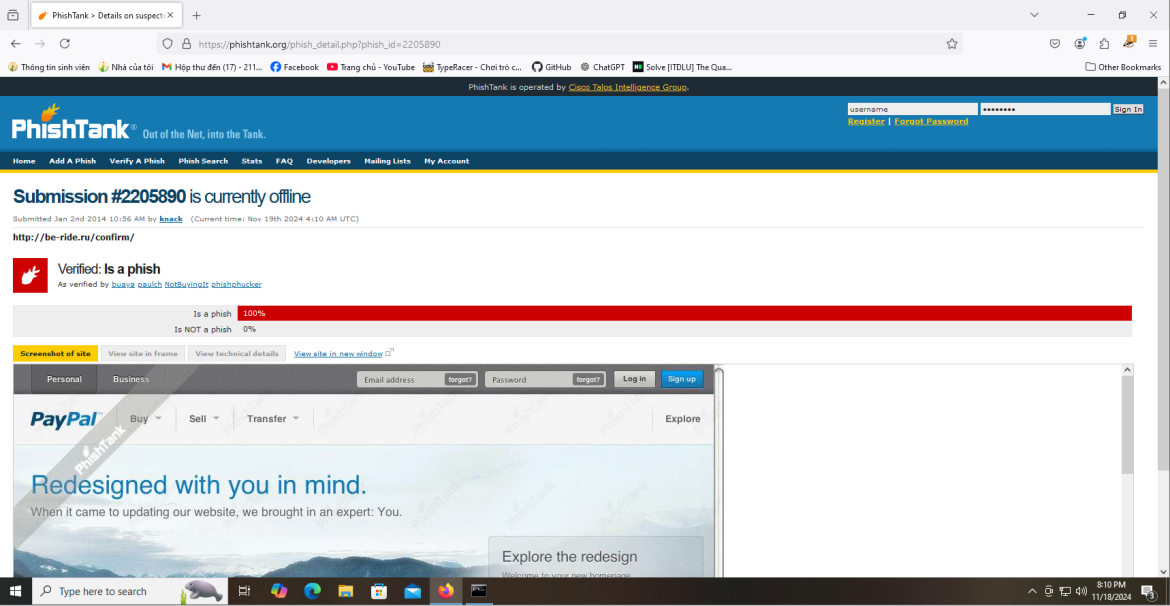 PhishTank > Details on suspect
https://phishtank.org/phish_detail.php?phish_id=2205890
Thông tin sinh viên Nhà của tôi Hộp thư đến (17) - 211... Facebook Trang chủ - YouTube TypeRacer - Chơi trò c... GitHub ChatGPT Solve [ITDLU] The Qua... Other Bookmarks
PhishTank is operated by Cisco Talos Intelligence Group.
username •••••••• Sign In
Register | Forgot Password
PhishTank® Out of the Net, into the Tank.
Home Add A Phish Verify A Phish Phish Search Stats FAQ Developers Mailing Lists My Account
Submission #2205890 is currently offline
Submitted Jan 2nd 2014 10:56 AM by knack (Current time: Nov 19th 2024 4:10 AM UTC)
http://be-ride.ru/confirm/
Verified: Is a phish
As verified by buaya paulch NotBuyingIt phishphucker
Is a phish 100%
Is NOT a phish 0%
Screenshot of site View site in frame View technical details View site in new window
Personal Business Email address forgot? Password forgot? Log in Sign up
PayPal Buy Sell Transfer Explore
PhishTank
Redesigned with you in mind.
When it came to updating our website, we brought in an expert: You.
Explore the redesign
Welcome to your new homepage
Type here to search
8:10 PM
11/18/2024
3